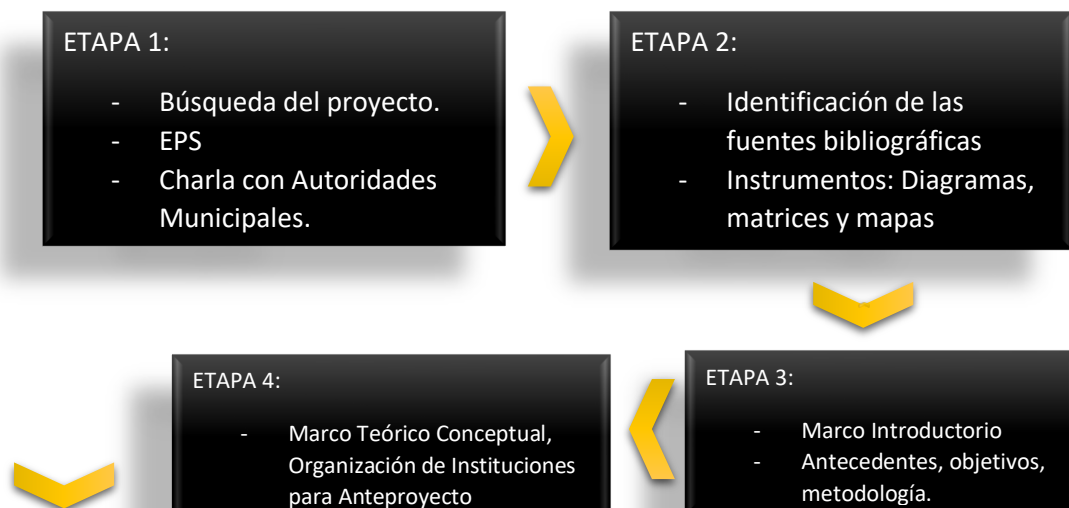 ETAPA 1:
- Búsqueda del proyecto.
- EPS
- Charla con Autoridades
Municipales.
ETAPA 2:
- Identificación de las
fuentes bibliográficas
- Instrumentos: Diagramas,
matrices y mapas
ETAPA 3:
- Marco Introductorio
- Antecedentes, objetivos,
metodología.
ETAPA 4:
- Marco Teórico Conceptual,
Organización de Instituciones
para Anteproyecto